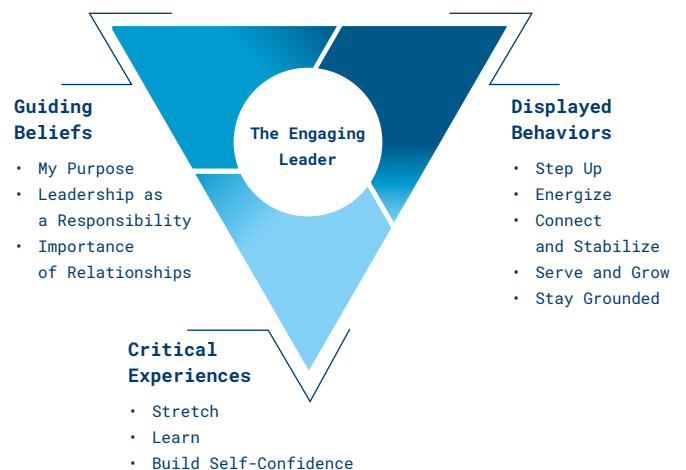 The Engaging
Leader
Guiding
Beliefs
• My Purpose
• Leadership as
a Responsibility
• Importance
of Relationships
Displayed
Behaviors
• Step Up
• Energize
• Connect
and Stabilize
• Serve and Grow
• Stay Grounded
Critical
Experiences
• Stretch
• Learn
• Build Self-Confidence